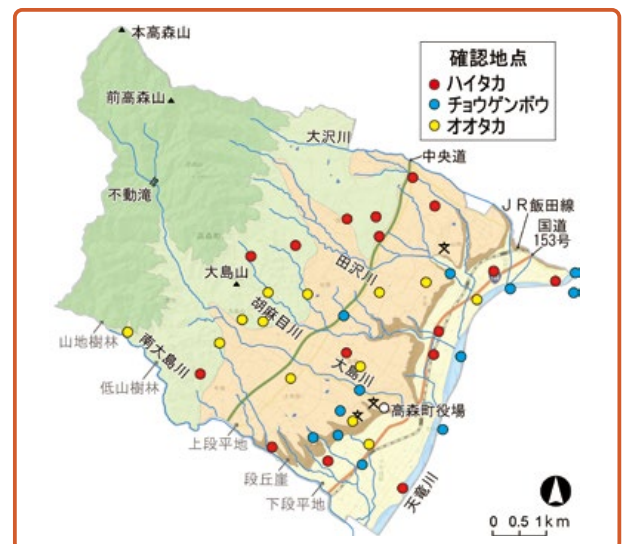 本高森山
前高森山
不動滝
大沢川
確認地点
ハイタカ
チョウゲンボウ
オオタカ
中央道
JR飯田線
国道
153号
田沢川
大島山
胡麻目川
山地樹林
南大島川
低山樹林
大島川
高森町役場
上段平地
段丘崖
下段平地
天竜川
0 0.5 1km